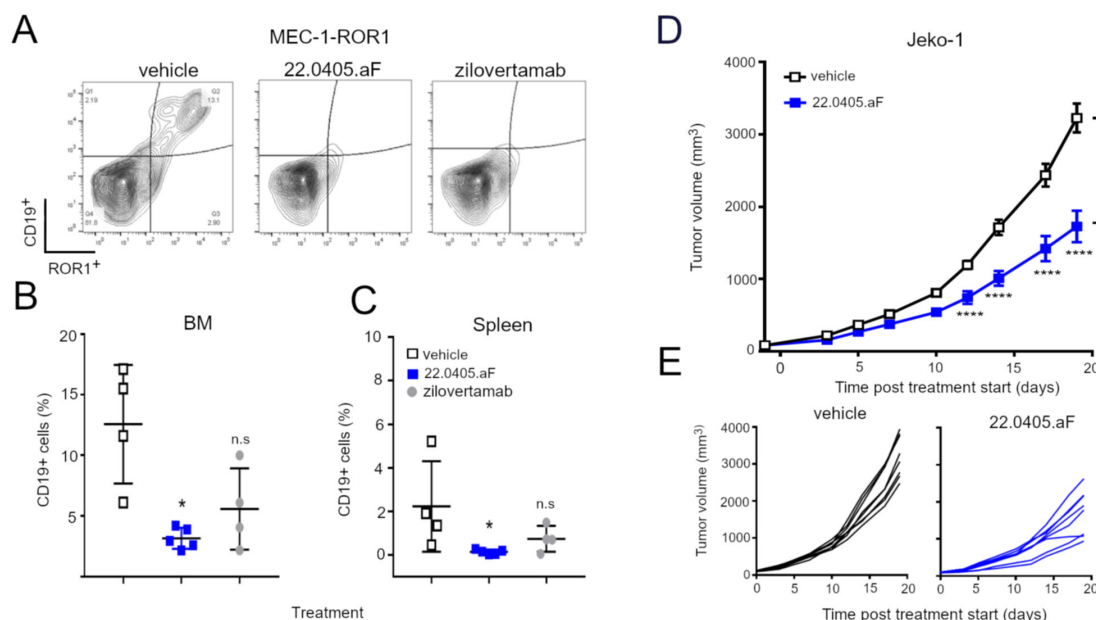 A
MEC-1-ROR1
vehicle
22.0405.aF
zilovertamab
Q1
2.19
Q2
13.1
Q4
81.8
Q3
2.90
CD19+
ROR1+
B
BM
CD19+ cells (%)
20
15
10
5
*
n.s
C
Spleen
vehicle
22.0405.aF
zilovertamab
CD19+ cells (%)
10
8
6
4
2
0
*
n.s
Treatment
D
Jeko-1
vehicle
22.0405.aF
Tumor volume (mm3)
4000
3000
2000
1000
0
****
****
****
****
0 5 10 15 20
Time post treatment start (days)
E
vehicle
22.0405.aF
Tumor volume (mm3)
4000
3000
2000
1000
0
0 5 10 15 20
0 5 10 15 20
Time post treatment start (days)